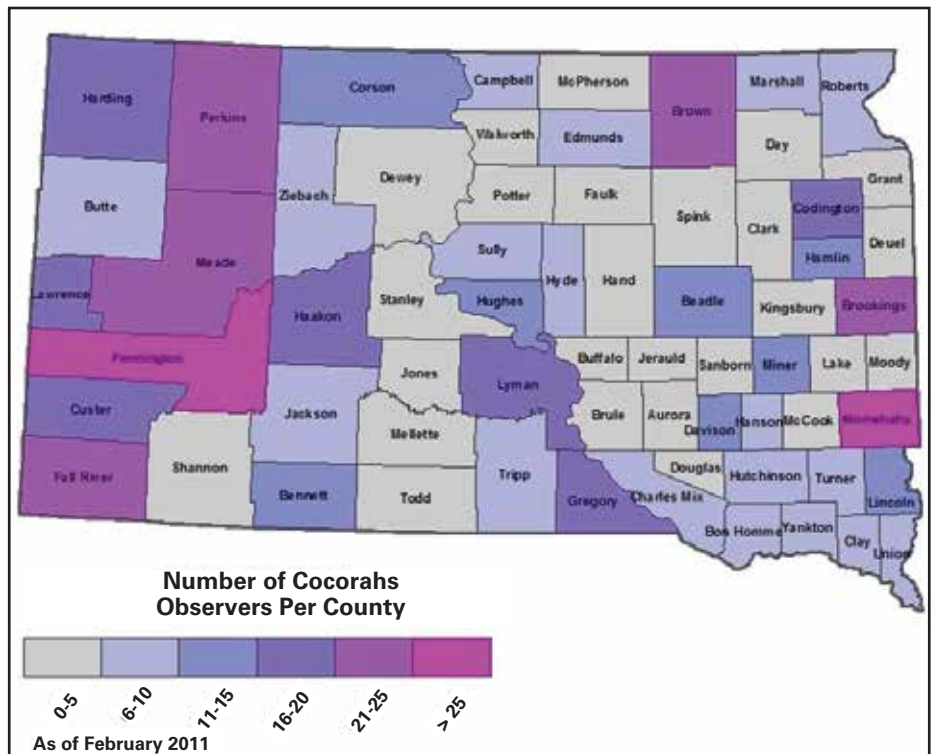 Harding
Perkins
Corson
Campbell
McPherson
Brown
Marshall
Roberts
Walworth
Edmunds
Day
Butte
Ziebach
Dewey
Potter
Faulk
Spink
Clark
Codington
Grant
Meade
Sully
Hyde
Hand
Hamlin
Deuel
Lawrence
Haakon
Stanley
Hughes
Beadle
Kingsbury
Brookings
Pennington
Jones
Lyman
Buffalo
Jerauld
Sanborn
Miner
Lake
Moody
Custer
Jackson
Mellette
Brule
Aurora
Davison
Hanson
McCook
Minnehaha
Fall River
Shannon
Bennett
Todd
Tripp
Gregory
Charles Mix
Douglas
Hutchinson
Turner
Lincoln
Bon Homme
Yankton
Clay
Union
Number of Cocorahs
Observers Per County
0-5
6-10
11-15
16-20
21-25
> 25
As of February 2011